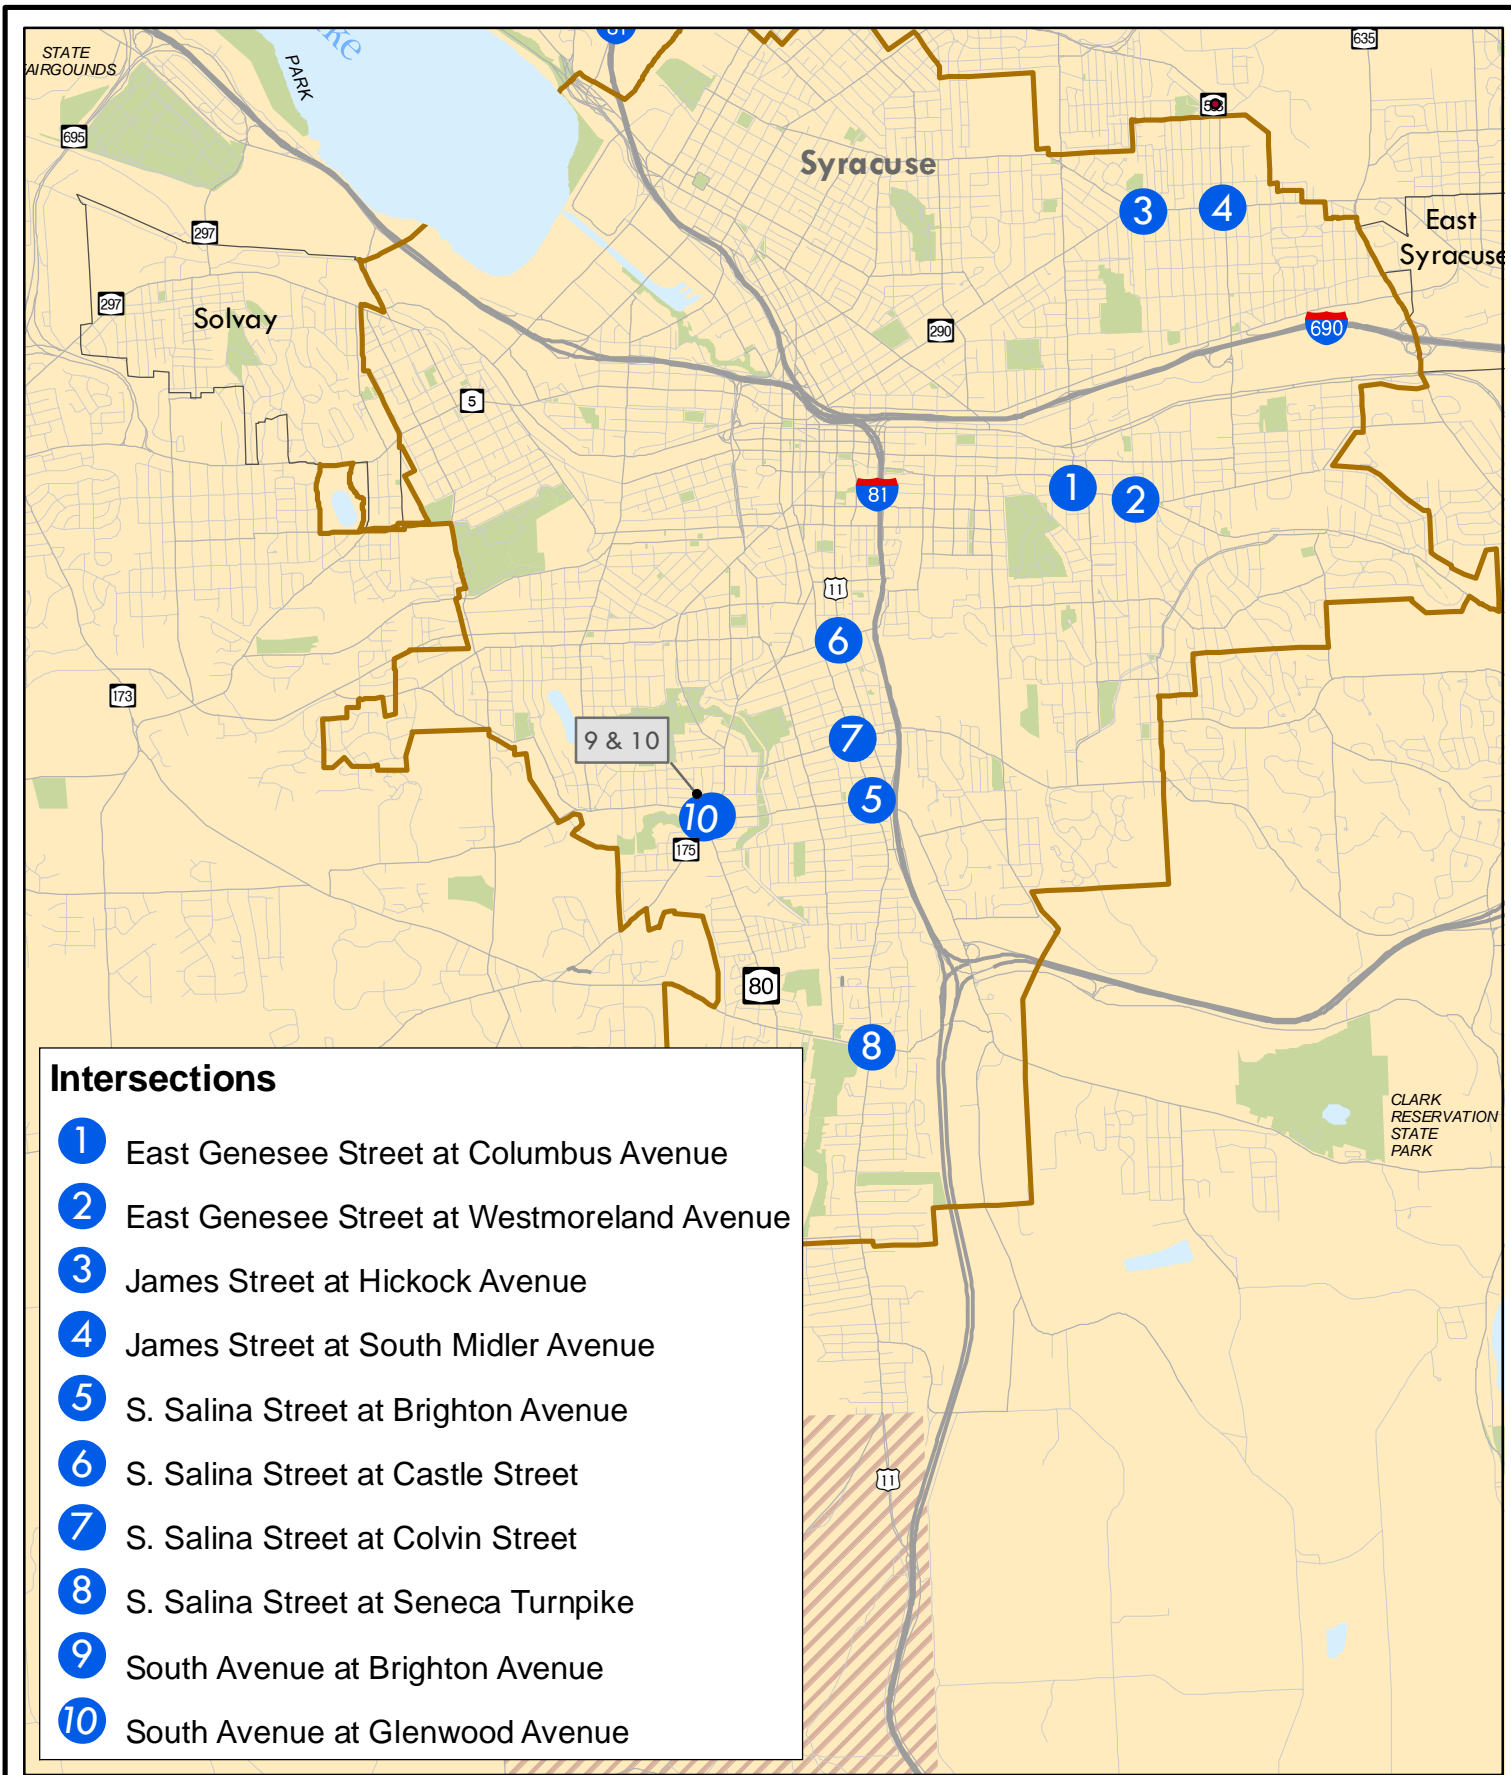 STATE
AIRGOUNDS
PARK
ke
81
635
695
598
Syracuse
3
4
297
East
Syracuse
297
Solvay
290
690
5
81
1
2
11
6
173
9 & 10
7
5
10
175
80
8
CLARK
RESERVATION
STATE
PARK
11
Intersections
1 East Genesee Street at Columbus Avenue
2 East Genesee Street at Westmoreland Avenue
3 James Street at Hickock Avenue
4 James Street at South Midler Avenue
5 S. Salina Street at Brighton Avenue
6 S. Salina Street at Castle Street
7 S. Salina Street at Colvin Street
8 S. Salina Street at Seneca Turnpike
9 South Avenue at Brighton Avenue
10 South Avenue at Glenwood Avenue